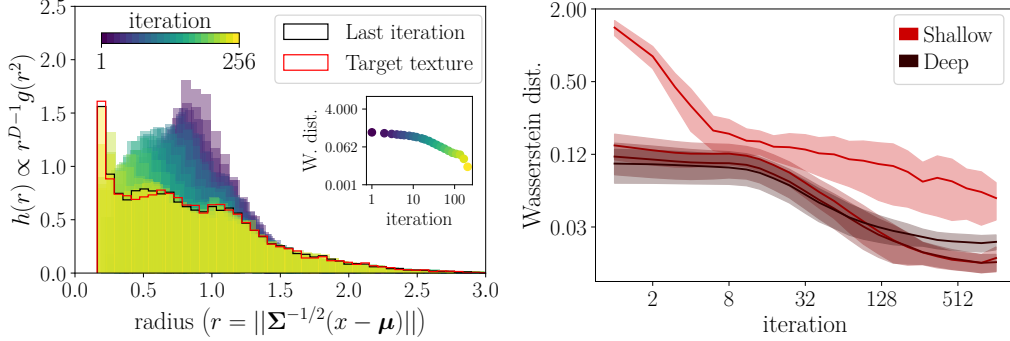 iteration
1 256
Last iteration
Target texture
h(r) ∝ r^{D−1}g(r^2)
2.5
2.0
1.5
1.0
0.5
0.0
0.0 0.5 1.0 1.5 2.0 2.5 3.0
radius (r = ||Σ^{−1/2}(x − μ)||)
W. dist.
4.000
0.062
0.001
1 10 100
iteration
Wasserstein dist.
2.00
0.50
0.12
0.03
Shallow
Deep
2 8 32 128 512
iteration